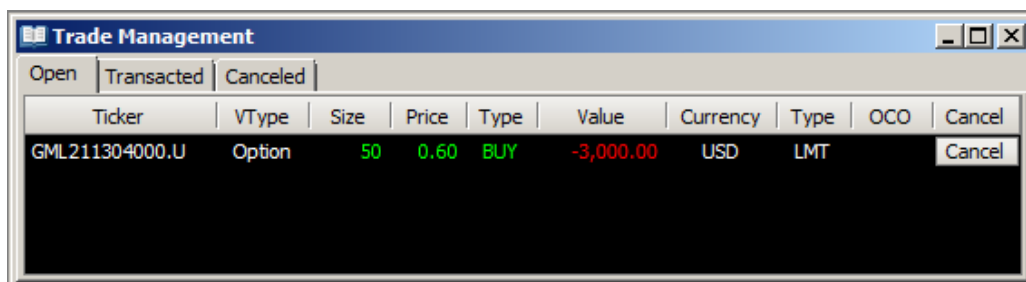 Trade Management
Open Transacted Canceled
Ticker VType Size Price Type Value Currency Type OCO Cancel
GML211304000.U Option 50 0.60 BUY -3,000.00 USD LMT Cancel